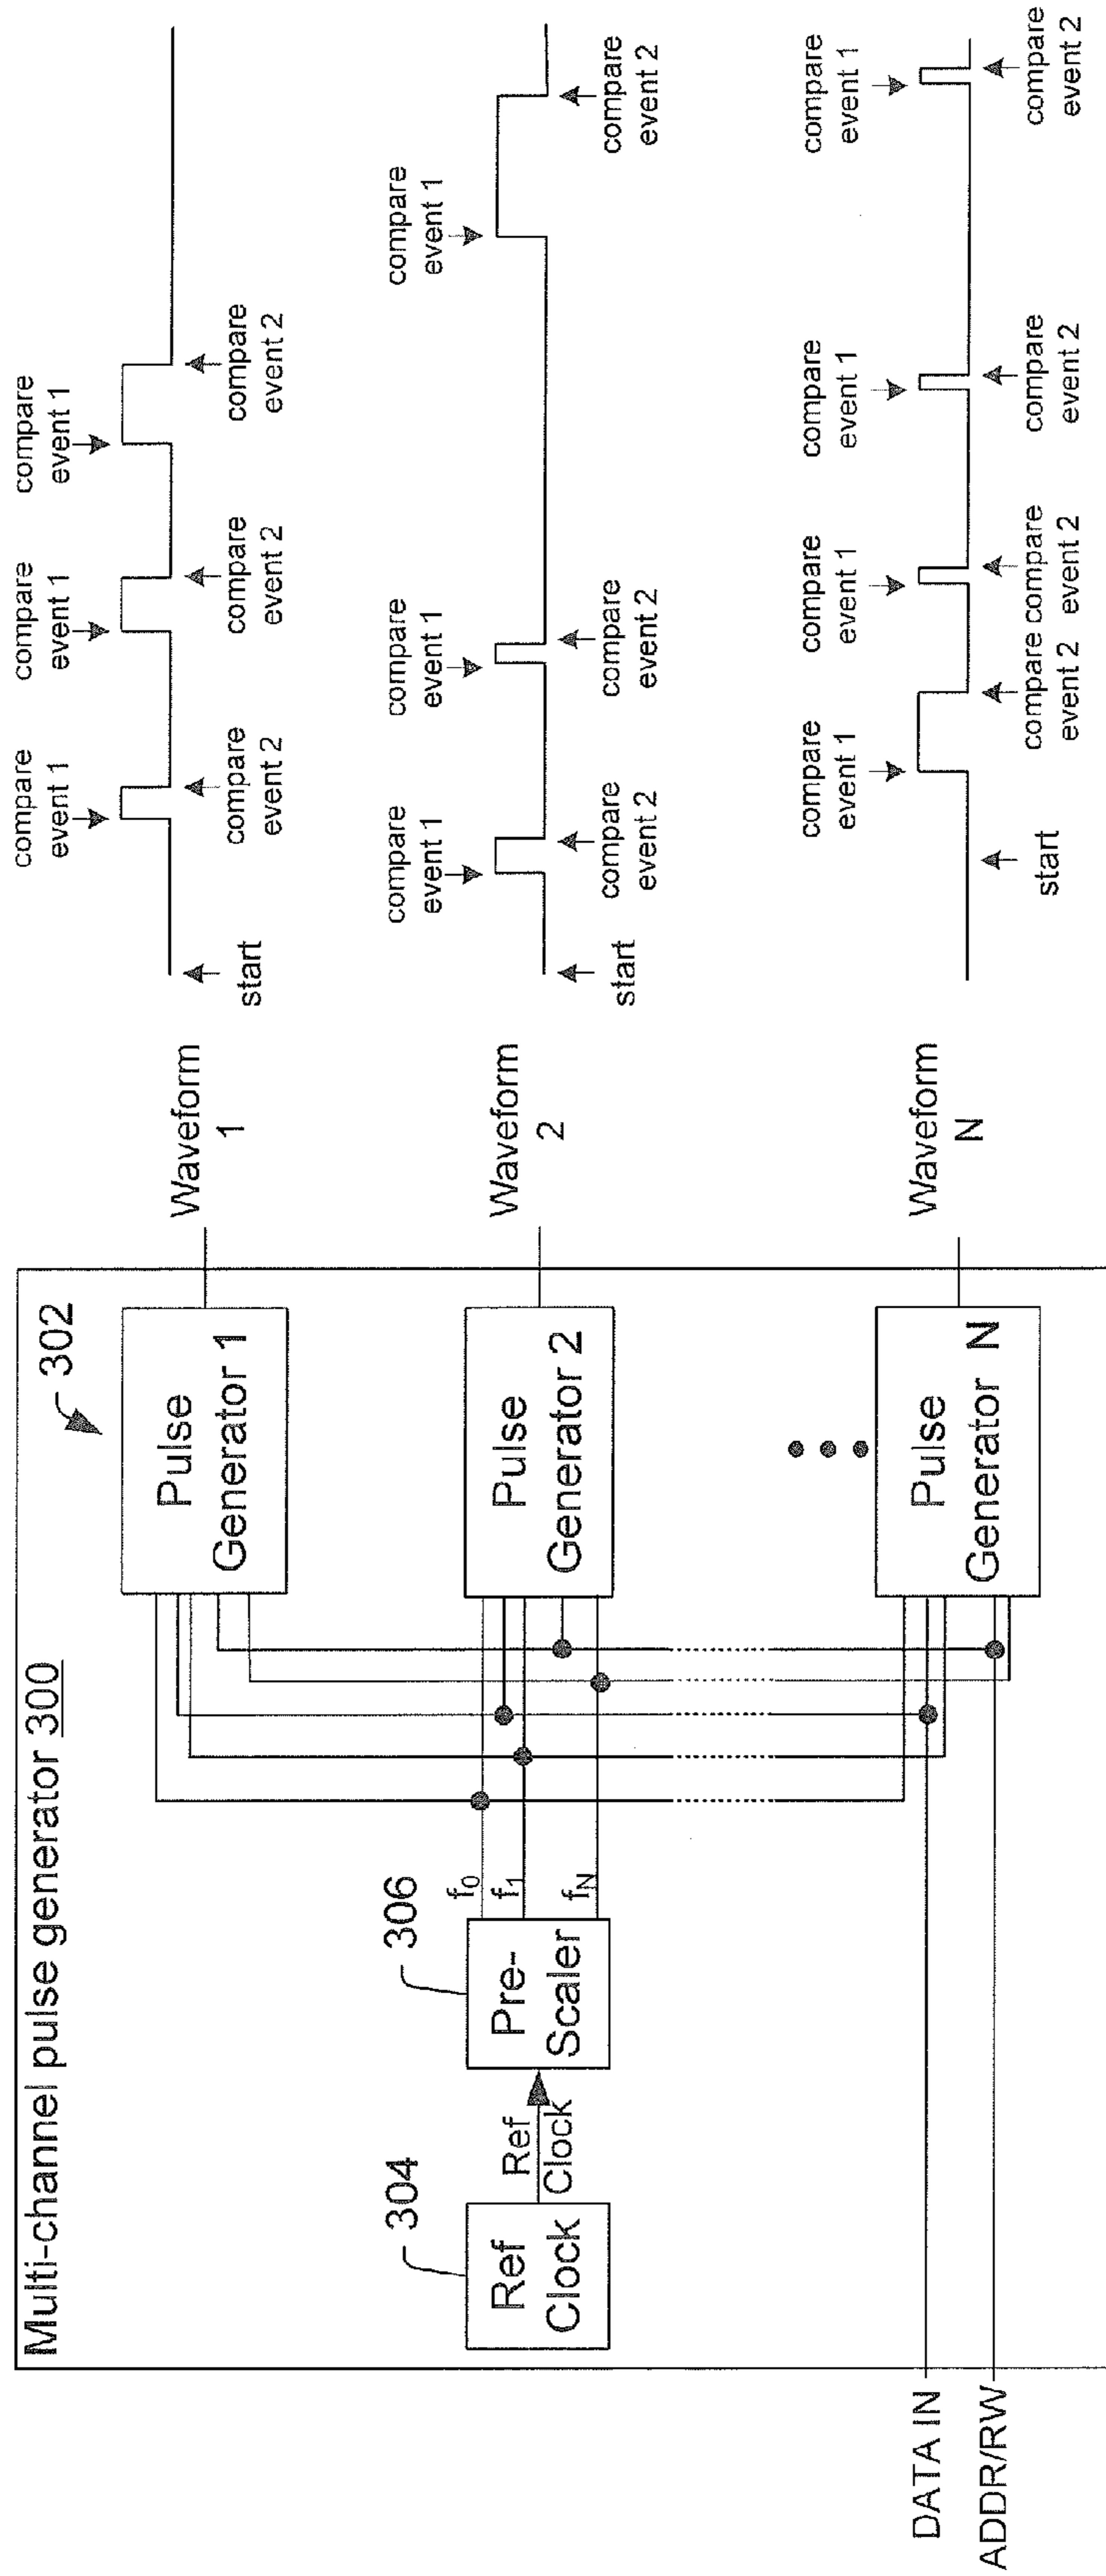 Multi-channel pulse generator 300
302
Pulse
Generator 1
Pulse
Generator 2
Pulse
Generator N
304
Ref
Clock
Ref
Clock
306
Pre-
Scaler
f0
f1
fN
DATA IN
ADDR/RW
Waveform
1
start
compare
event 1
compare
event 2
compare
event 1
compare
event 2
compare
event 1
compare
event 2
Waveform
2
start
compare
event 1
compare
event 2
compare
event 1
compare
event 2
compare
event 1
compare
event 2
Waveform
N
start
compare
event 1
compare
event 2
compare
event 1
compare
event 2
compare
event 1
compare
event 2
compare
event 1
compare
event 2